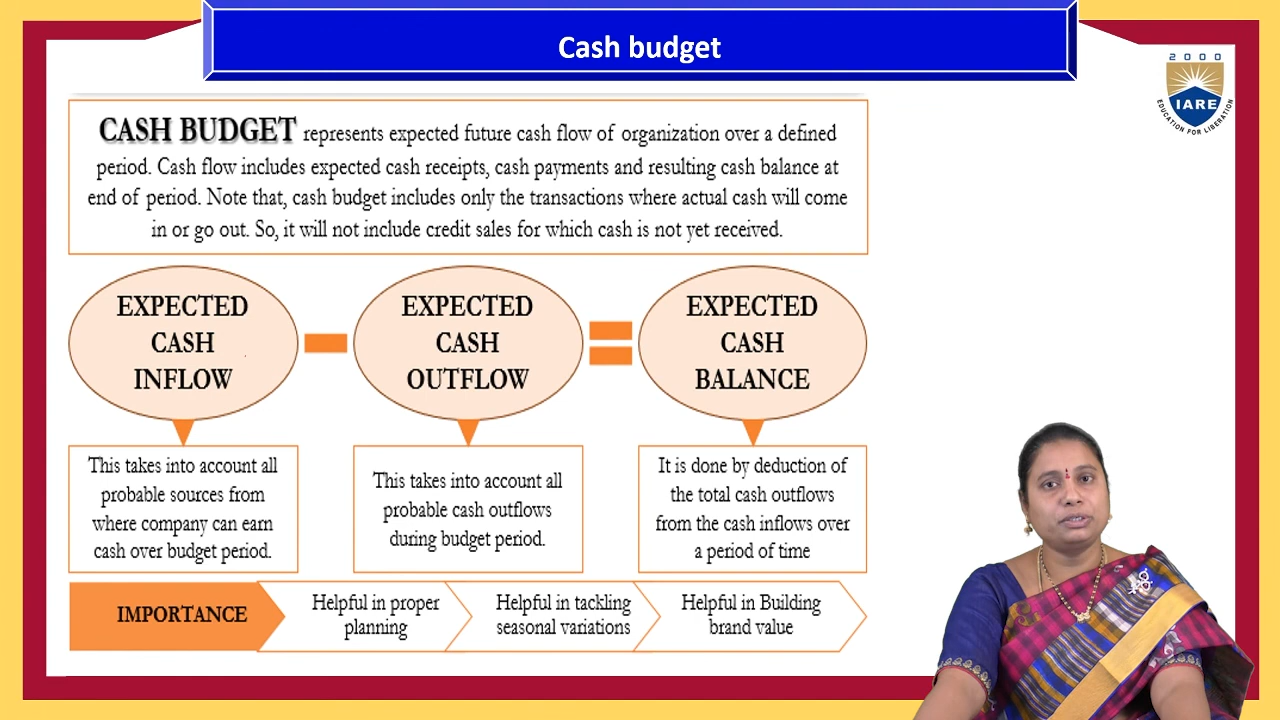 Cash budget
2000
IARE
EDUCATION FOR LIBERATION
CASH BUDGET represents expected future cash flow of organization over a defined
period. Cash flow includes expected cash receipts, cash payments and resulting cash balance at
end of period. Note that, cash budget includes only the transactions where actual cash will come
in or go out. So, it will not include credit sales for which cash is not yet received.
EXPECTED
CASH
INFLOW
EXPECTED
CASH
OUTFLOW
EXPECTED
CASH
BALANCE
This takes into account all
probable sources from
where company can earn
cash over budget period.
This takes into account all
probable cash outflows
during budget period.
It is done by deduction of
the total cash outflows
from the cash inflows over
a period of time
IMPORTANCE
Helpful in proper
planning
Helpful in tackling
seasonal variations
Helpful in Building
brand value